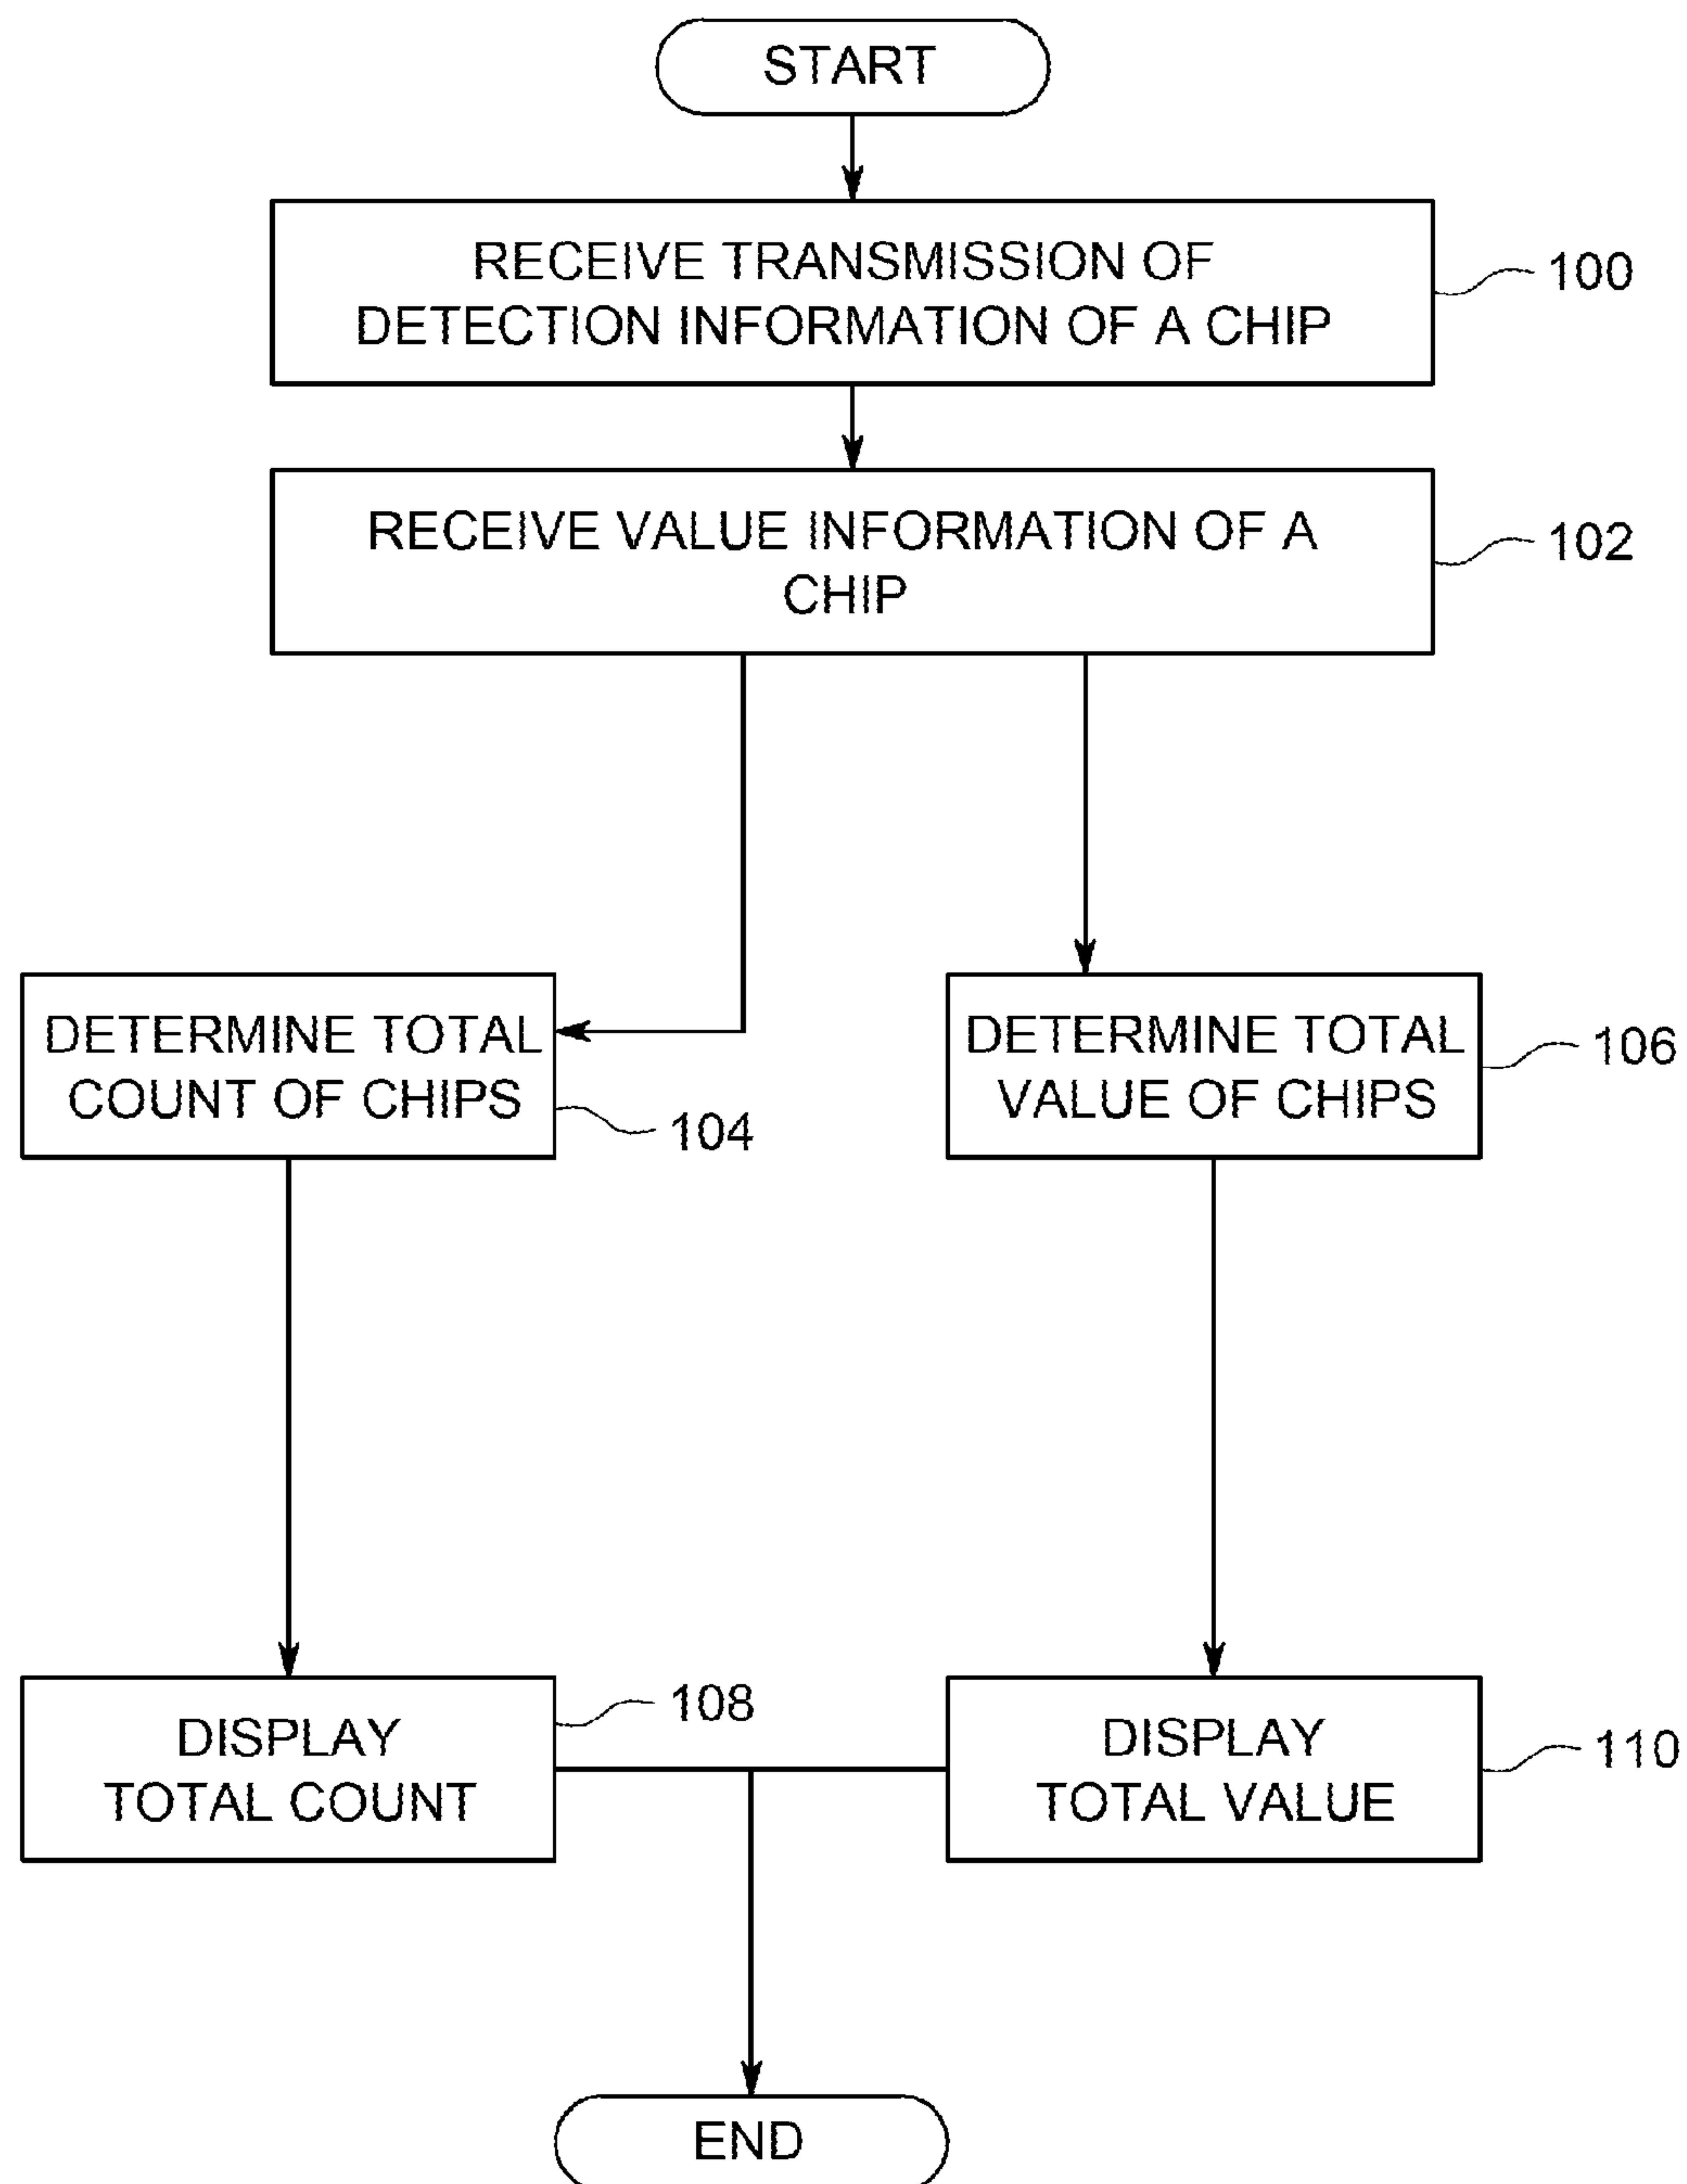 START
RECEIVE TRANSMISSION OF
DETECTION INFORMATION OF A CHIP
100
RECEIVE VALUE INFORMATION OF A
CHIP
102
DETERMINE TOTAL
COUNT OF CHIPS
104
DETERMINE TOTAL
VALUE OF CHIPS
106
DISPLAY
TOTAL COUNT
108
DISPLAY
TOTAL VALUE
110
END